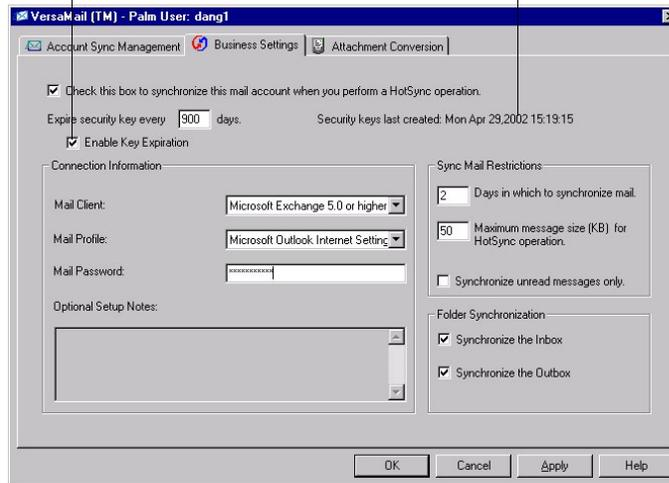 VersaMail (TM) - Palm User: dang1
Account Sync Management Business Settings Attachment Conversion
Check this box to synchronize this mail account when you perform a HotSync operation.
Expire security key every 900 days. Security keys last created: Mon Apr 29,2002 15:19:15
Enable Key Expiration
Connection Information
Mail Client: Microsoft Exchange 5.0 or higher
Mail Profile: Microsoft Outlook Internet Setting
Mail Password: xxxxxxxxxx
Optional Setup Notes:
Sync Mail Restrictions
2 Days in which to synchronize mail.
50 Maximum message size (KB) for
HotSync operation.
Synchronize unread messages only.
Folder Synchronization
Synchronize the Inbox
Synchronize the Outbox
OK Cancel Apply Help